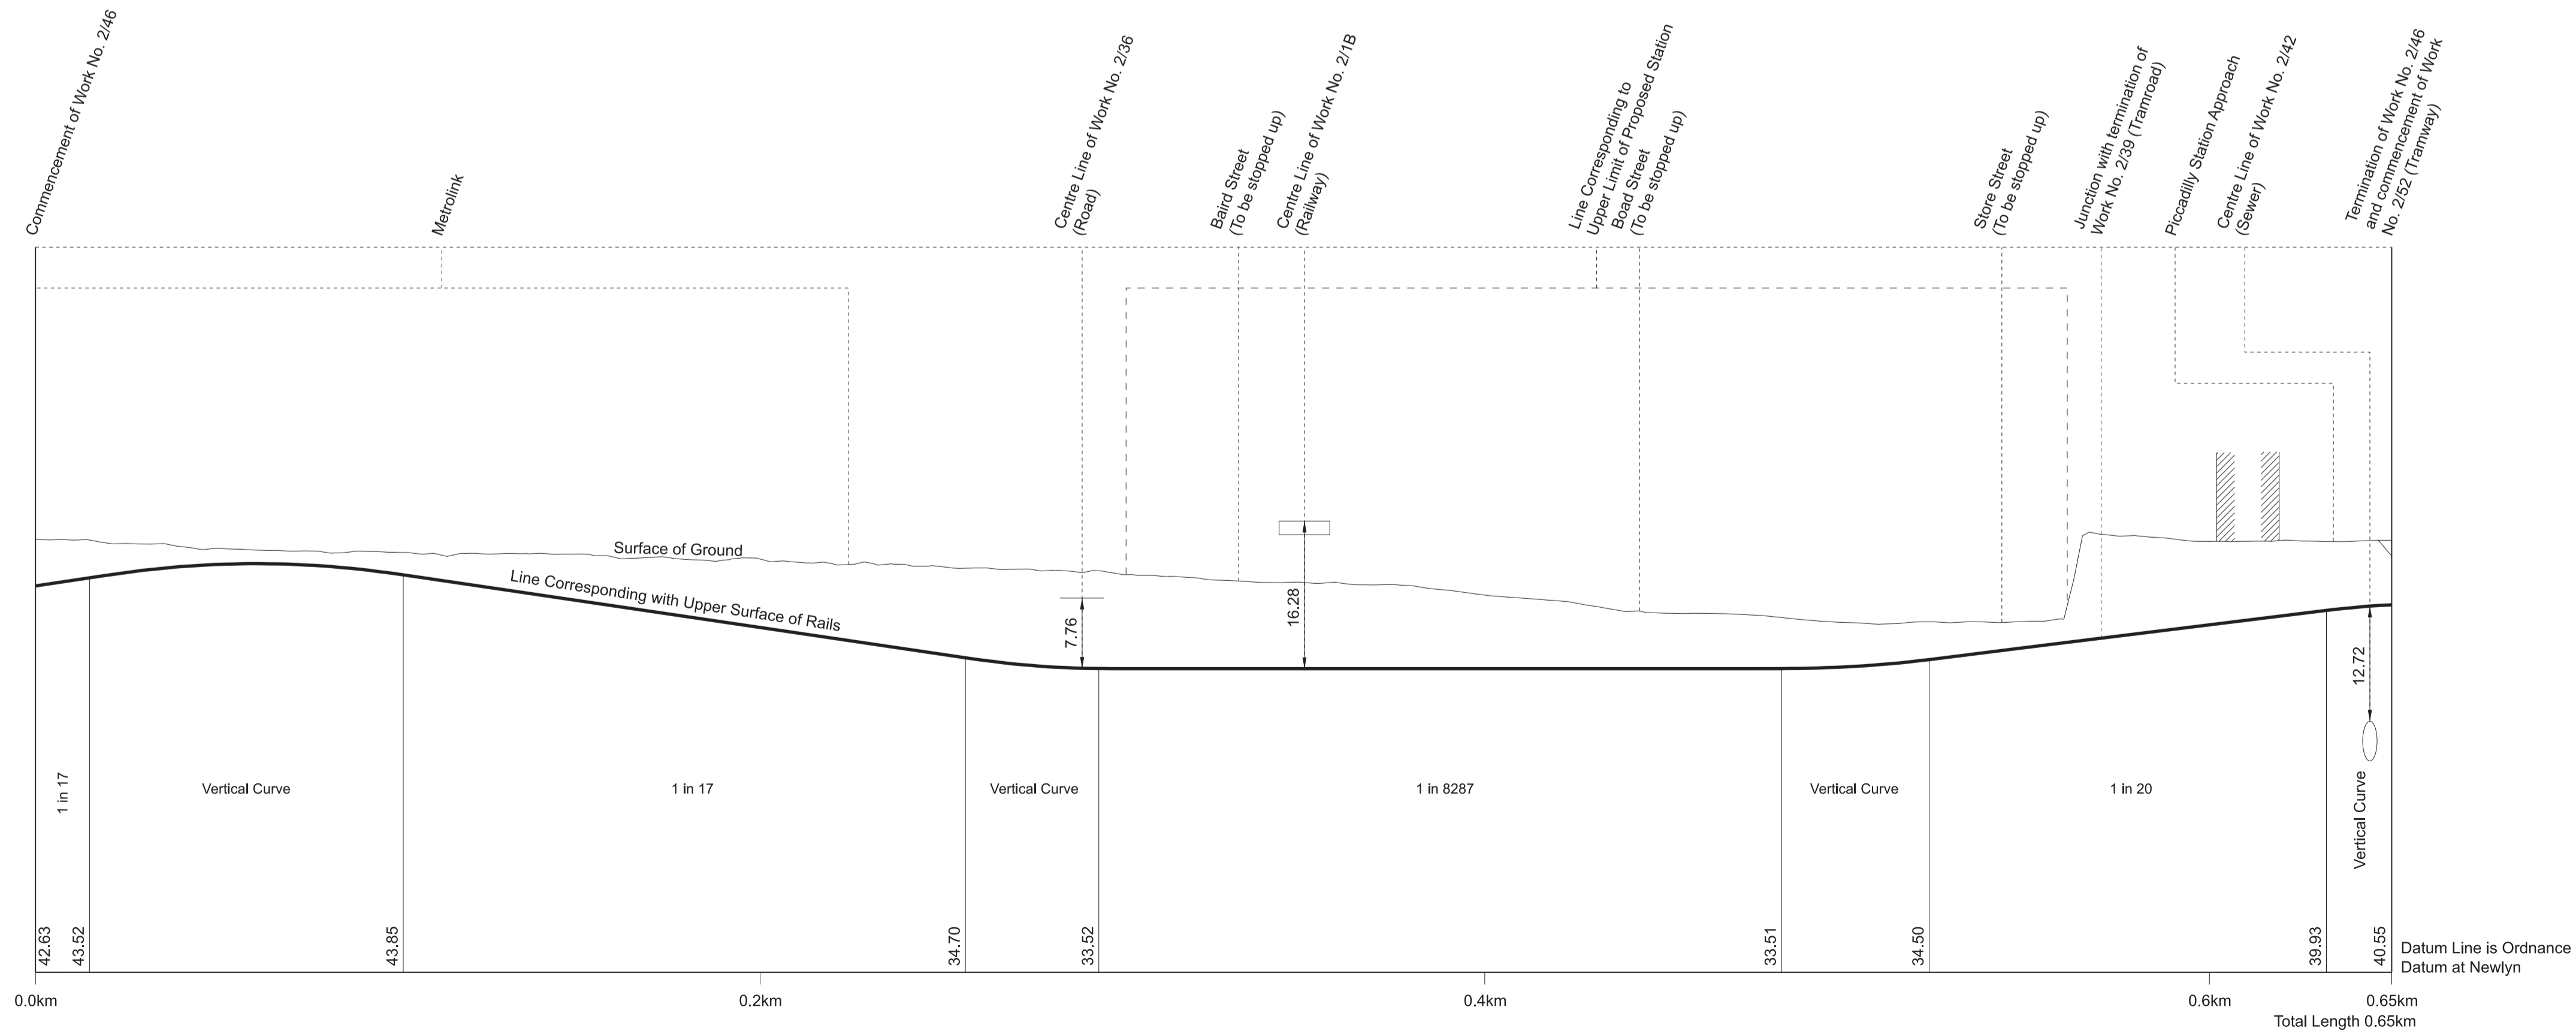 Commencement of Work No. 2/46
Metrolink
Centre Line of Work No. 2/36
(Road)
Baird Street
(To be stopped up)
Centre Line of Work No. 2/1B
(Railway)
Line Corresponding to
Upper Limit of Proposed Station
Boad Street
(To be stopped up)
Store Street
(To be stopped up)
Junction with termination of
Work No. 2/39 (Tramroad)
Piccadilly Station Approach
Centre Line of Work No. 2/42
(Sewer)
Termination of Work No. 2/46
and commencement of Work
No. 2/52 (Tramway)
Surface of Ground
Line Corresponding with Upper Surface of Rails
7.76
16.28
12.72
1 in 17
Vertical Curve
1 in 17
Vertical Curve
1 in 8287
Vertical Curve
1 in 20
Vertical Curve
42.63
43.52
43.85
34.70
33.52
33.51
34.50
39.93
40.55
Datum Line is Ordnance
Datum at Newlyn
0.0km
0.2km
0.4km
0.6km
0.65km
Total Length 0.65km